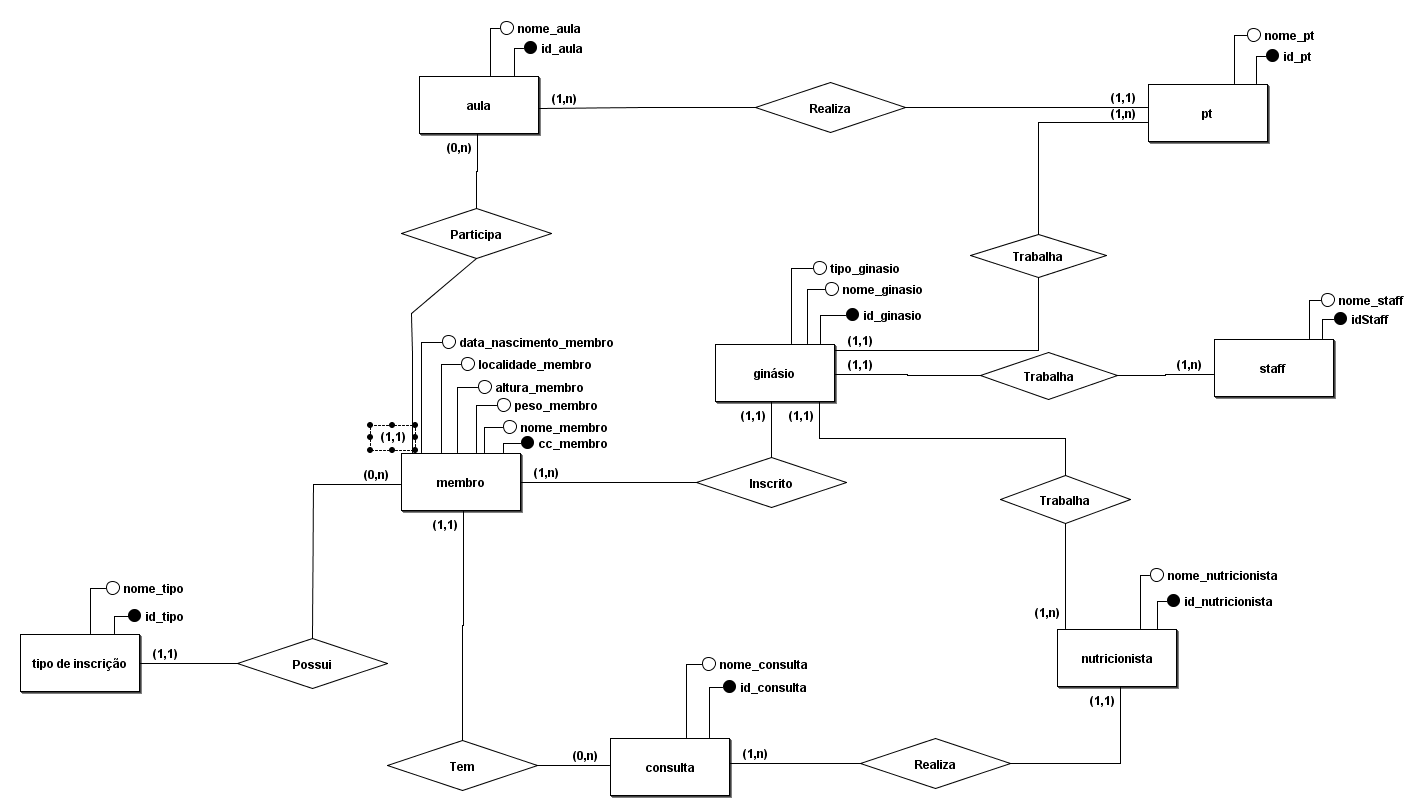 nome_aula
id_aula
aula
(1,n)
Realiza
(1,1)
(1,n)
nome_pt
id_pt
pt
(0,n)
Participa
Trabalha
tipo_ginasio
nome_ginasio
id_ginasio
(1,1)
ginásio
(1,1)
Trabalha
(1,n)
nome_staff
idStaff
staff
data_nascimento_membro
localidade_membro
altura_membro
peso_membro
nome_membro
cc_membro
(1,1)
(0,n)
membro
(1,n)
(1,1)
(1,1)
(1,1)
Inscrito
Trabalha
nome_tipo
id_tipo
tipo de inscrição
(1,1)
Possui
(1,n)
nome_nutricionista
id_nutricionista
nutricionista
(1,1)
nome_consulta
id_consulta
Tem
(0,n)
consulta
(1,n)
Realiza